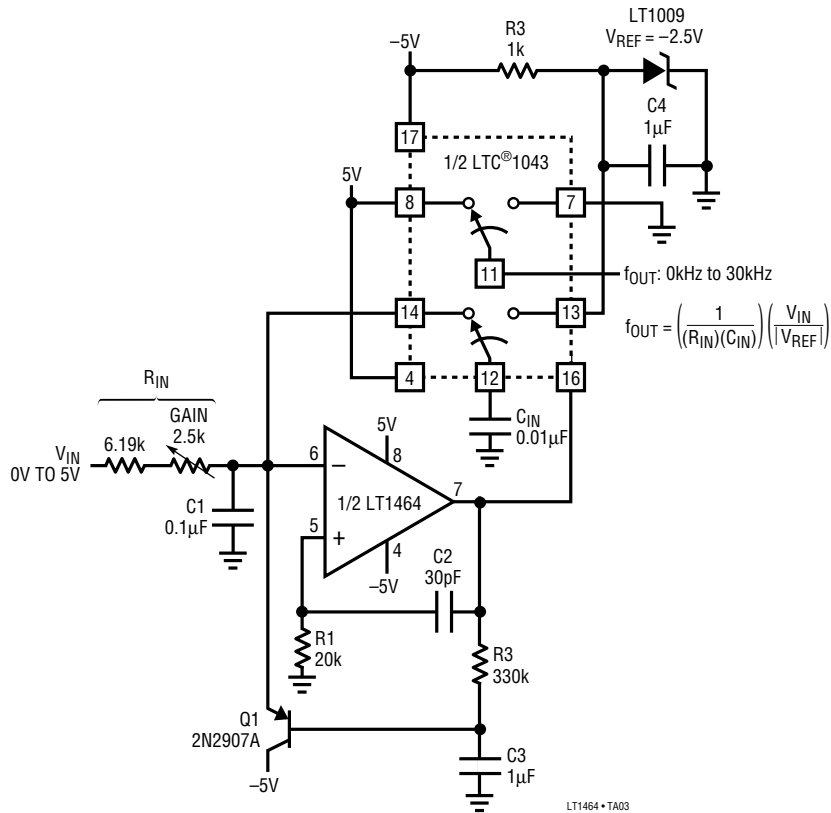 LT1009
V_REF = –2.5V
R3
1k
–5V
C4
1µF
17
1/2 LTC®1043
5V
8
7
11
f_OUT: 0kHz to 30kHz
14
13
f_OUT = (1 / (R_IN)(C_IN)) (V_IN / |V_REF|)
4
12
16
R_IN
GAIN
2.5k
6.19k
V_IN
0V TO 5V
C_IN
0.01µF
5V
8
6
–
7
1/2 LT1464
C1
0.1µF
5
+
4
–5V
C2
30pF
R1
20k
R3
330k
Q1
2N2907A
–5V
C3
1µF
LT1464 • TA03